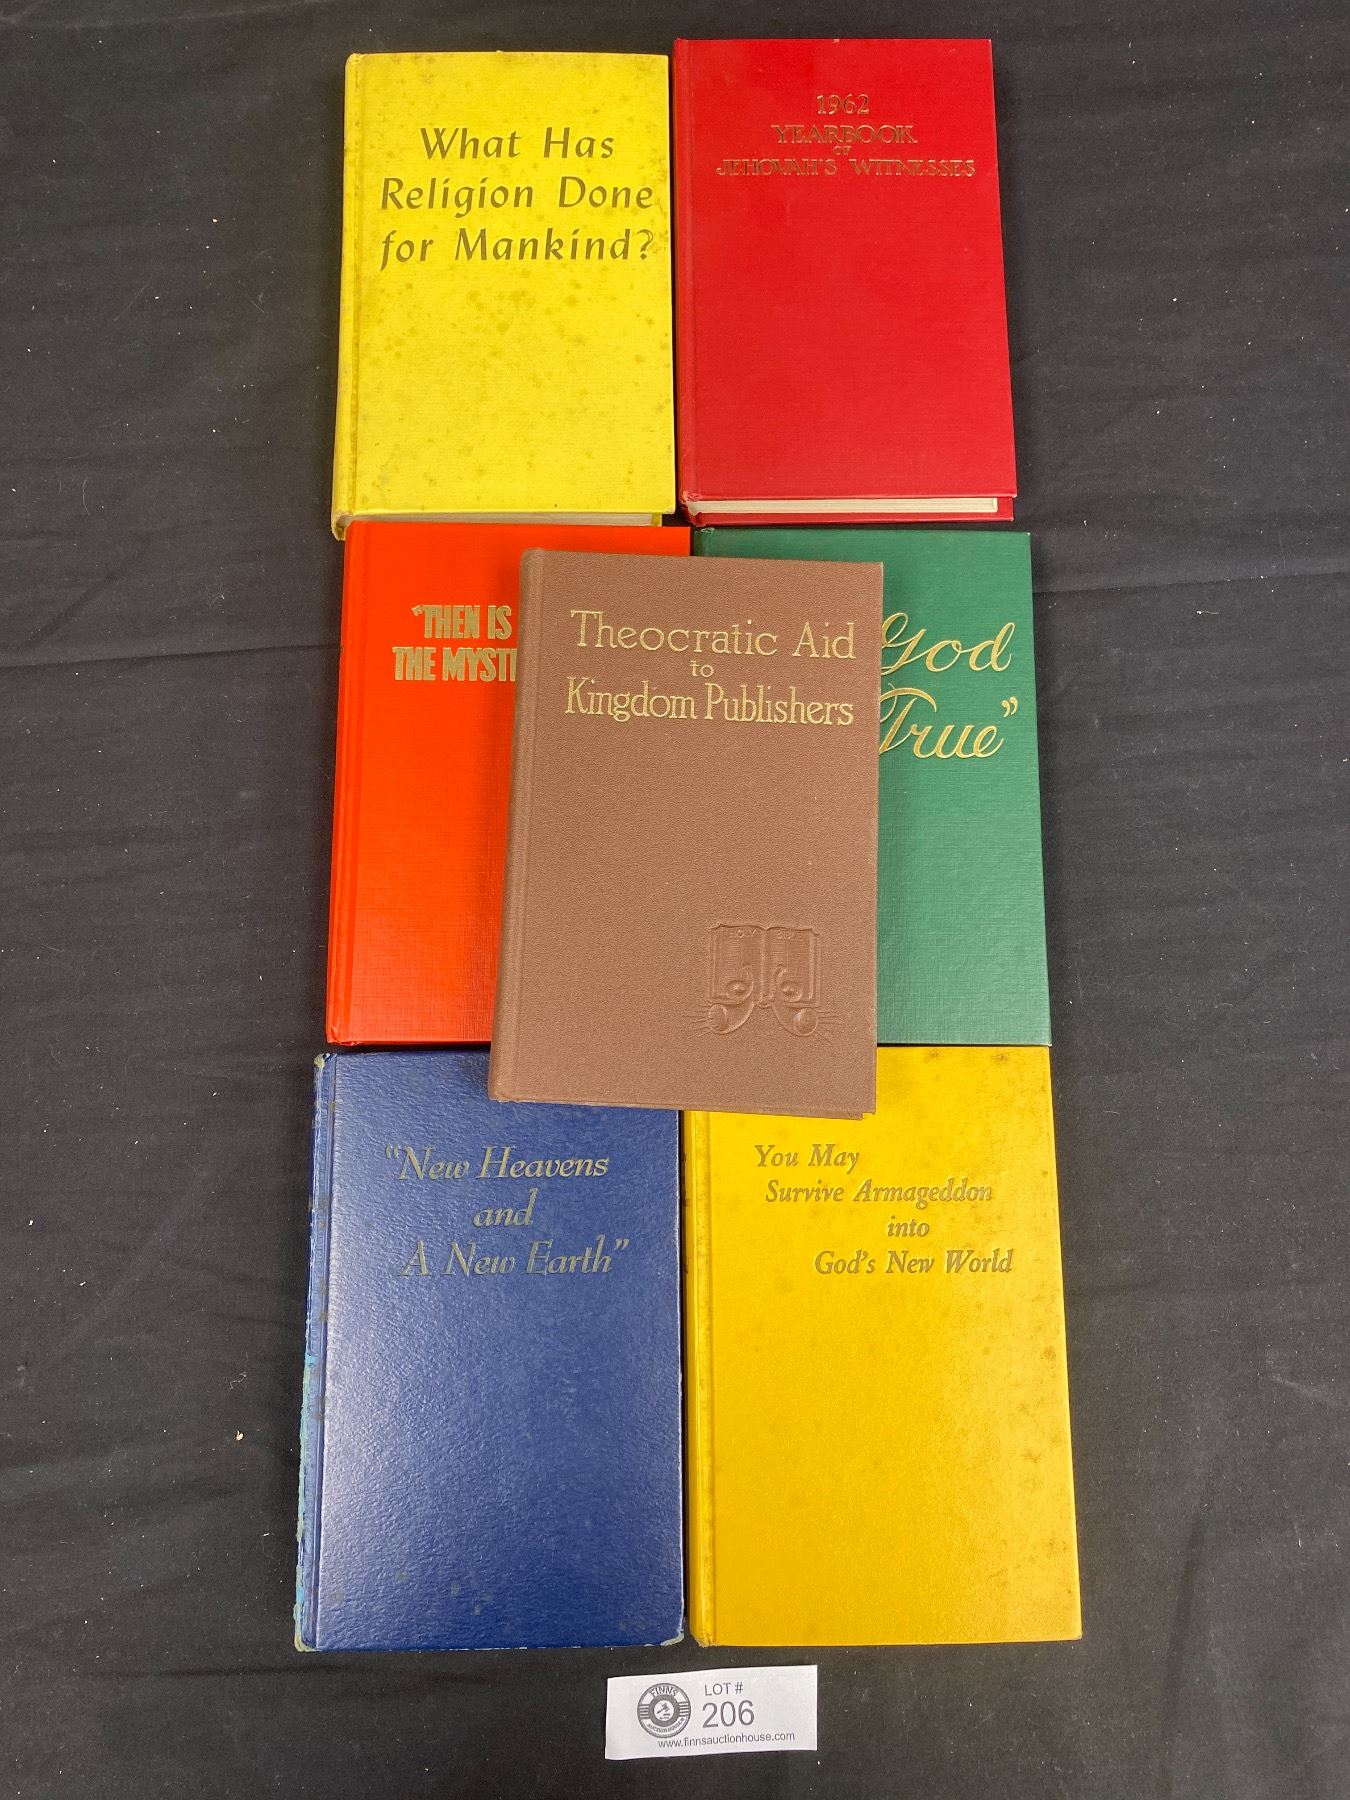 What Has
Religion Done
for Mankind?
1962
YEARBOOK
OF
JEHOVAH'S WITNESSES
"THEN IS
THE MYST
Theocratic Aid
to
Kingdom Publishers
God
True"
"New Heavens
and
A New Earth"
You May
Survive Armageddon
into
God's New World
FINNS
LOT #
206
www.finnsauctionhouse.com